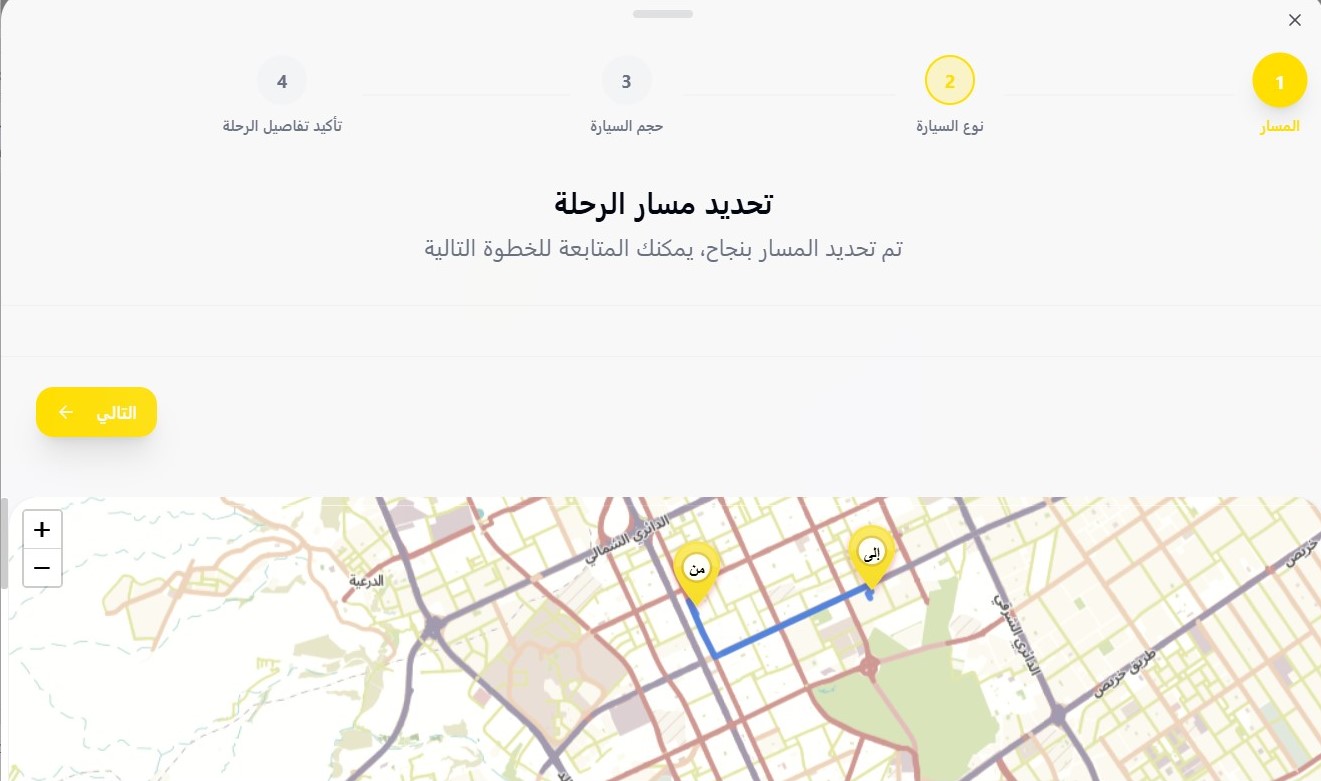 1
المسار
2
نوع السيارة
3
حجم السيارة
4
تأكيد تفاصيل الرحلة
تحديد مسار الرحلة
تم تحديد المسار بنجاح، يمكنك المتابعة للخطوة التالية
التالي
+
−
الدائري الشمالي
من
إلى
الدرعية
خريص
الدائري الشرقي
طريق خريص